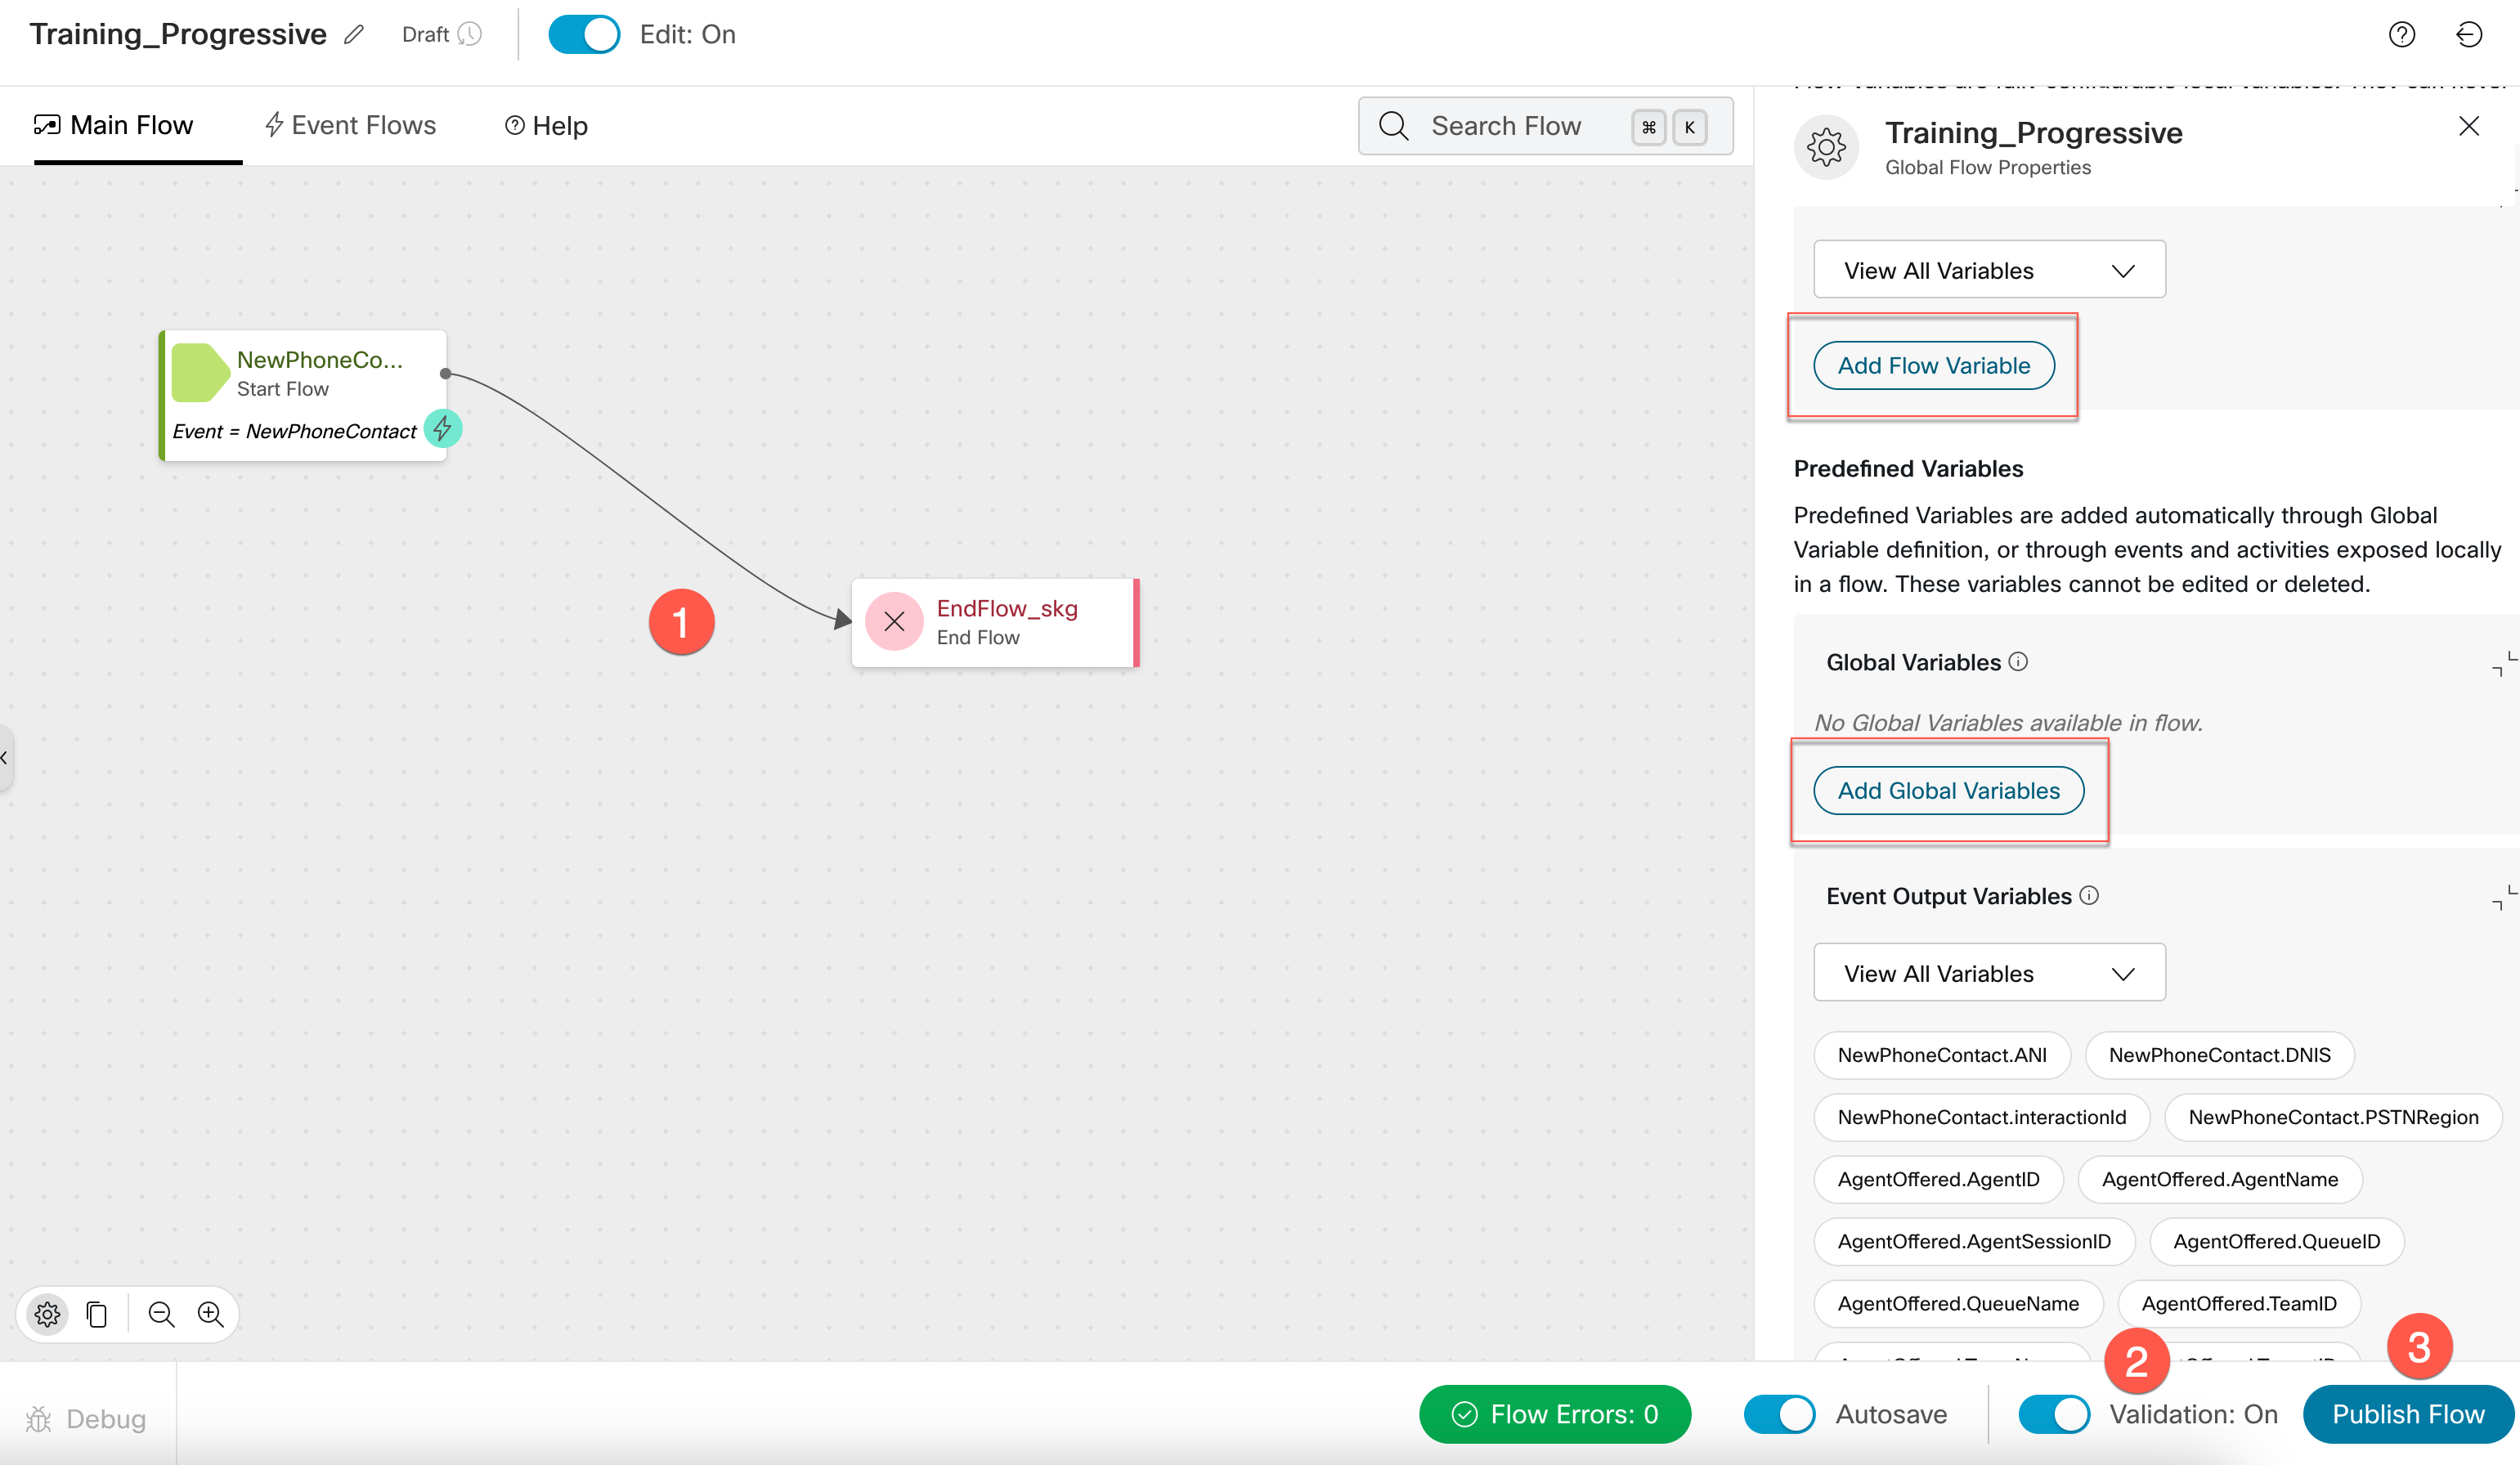 Training_Progressive
Draft
Edit: On
Main Flow
Event Flows
Help
Search Flow
⌘ K
NewPhoneCo...
Start Flow
Event = NewPhoneContact
1
EndFlow_skg
End Flow
Training_Progressive
Global Flow Properties
View All Variables
Add Flow Variable
Predefined Variables
Predefined Variables are added automatically through Global
Variable definition, or through events and activities exposed locally
in a flow. These variables cannot be edited or deleted.
Global Variables
No Global Variables available in flow.
Add Global Variables
Event Output Variables
View All Variables
NewPhoneContact.ANI
NewPhoneContact.DNIS
NewPhoneContact.interactionId
NewPhoneContact.PSTNRegion
AgentOffered.AgentID
AgentOffered.AgentName
AgentOffered.AgentSessionID
AgentOffered.QueueID
AgentOffered.QueueName
AgentOffered.TeamID
2
3
Debug
Flow Errors: 0
Autosave
Validation: On
Publish Flow